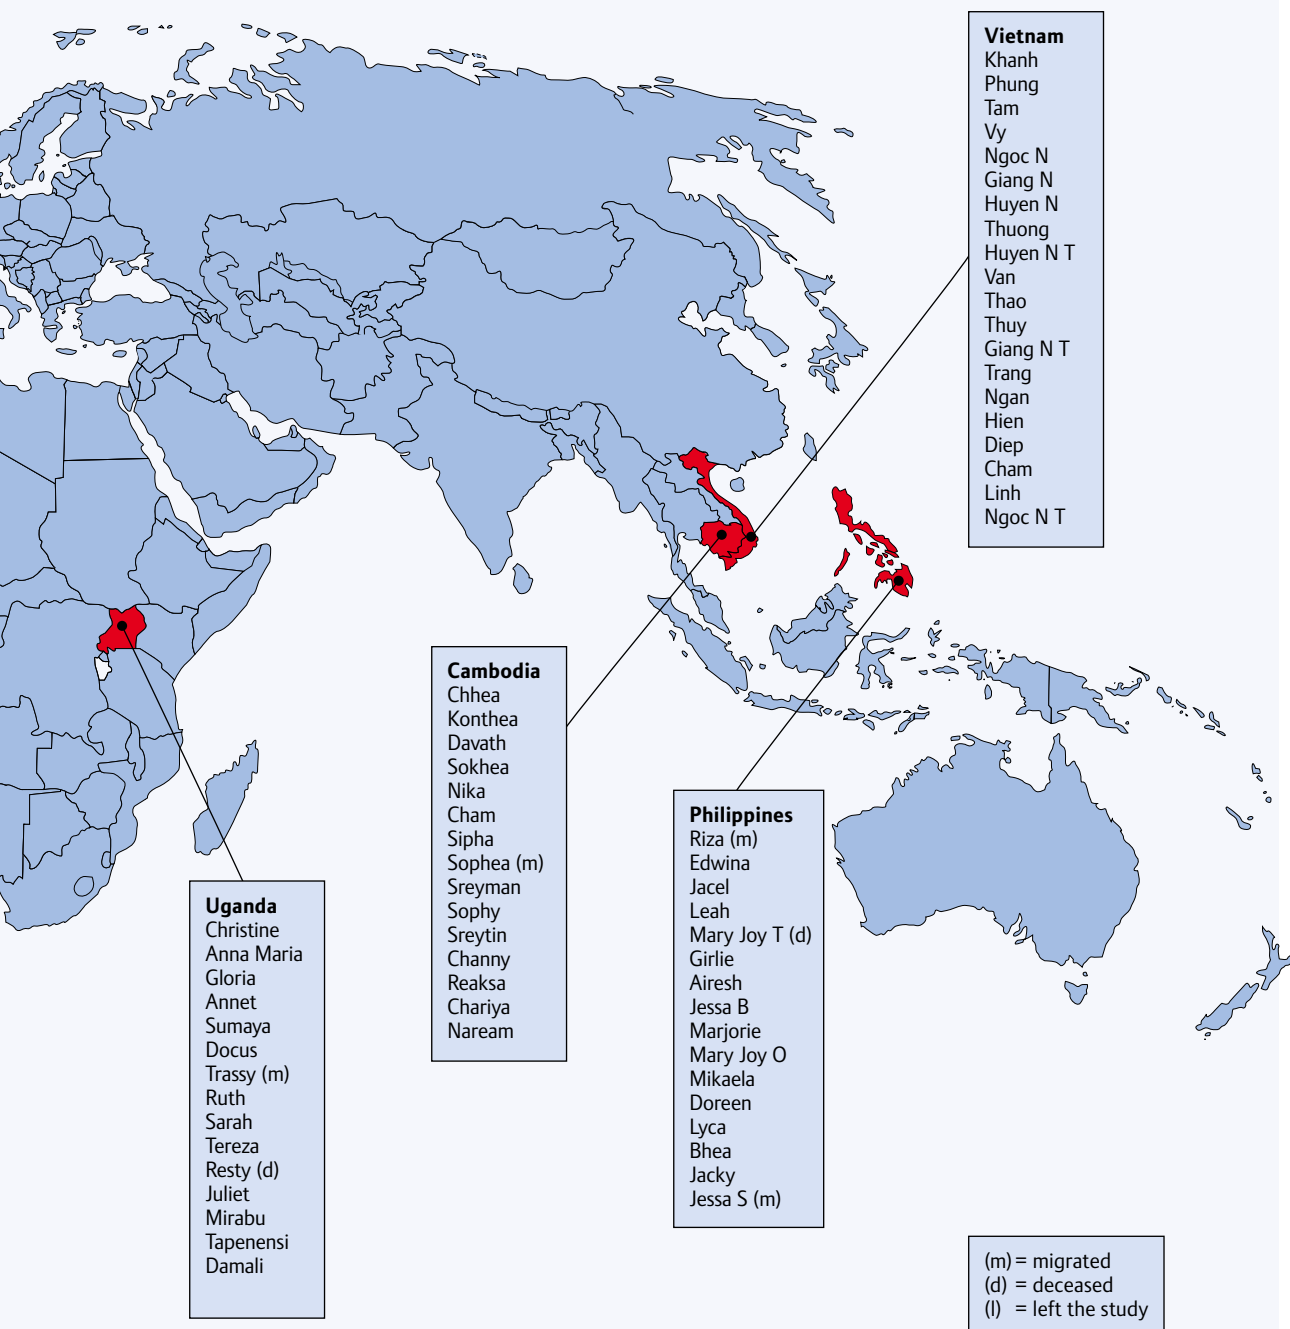 Vietnam
Khanh
Phung
Tam
Vy
Ngoc N
Giang N
Huyen N
Thuong
Huyen N T
Van
Thao
Thuy
Giang N T
Trang
Ngan
Hien
Diep
Cham
Linh
Ngoc N T
Cambodia
Chhea
Konthea
Davath
Sokhea
Nika
Cham
Sipha
Sophea (m)
Sreyman
Sophy
Sreytin
Channy
Reaksa
Chariya
Naream
Philippines
Riza (m)
Edwina
Jacel
Leah
Mary Joy T (d)
Girlie
Airesh
Jessa B
Marjorie
Mary Joy O
Mikaela
Doreen
Lyca
Bhea
Jacky
Jessa S (m)
Uganda
Christine
Anna Maria
Gloria
Annet
Sumaya
Docus
Trassy (m)
Ruth
Sarah
Tereza
Resty (d)
Juliet
Mirabu
Tapenensi
Damali
(m) = migrated
(d) = deceased
(l) = left the study